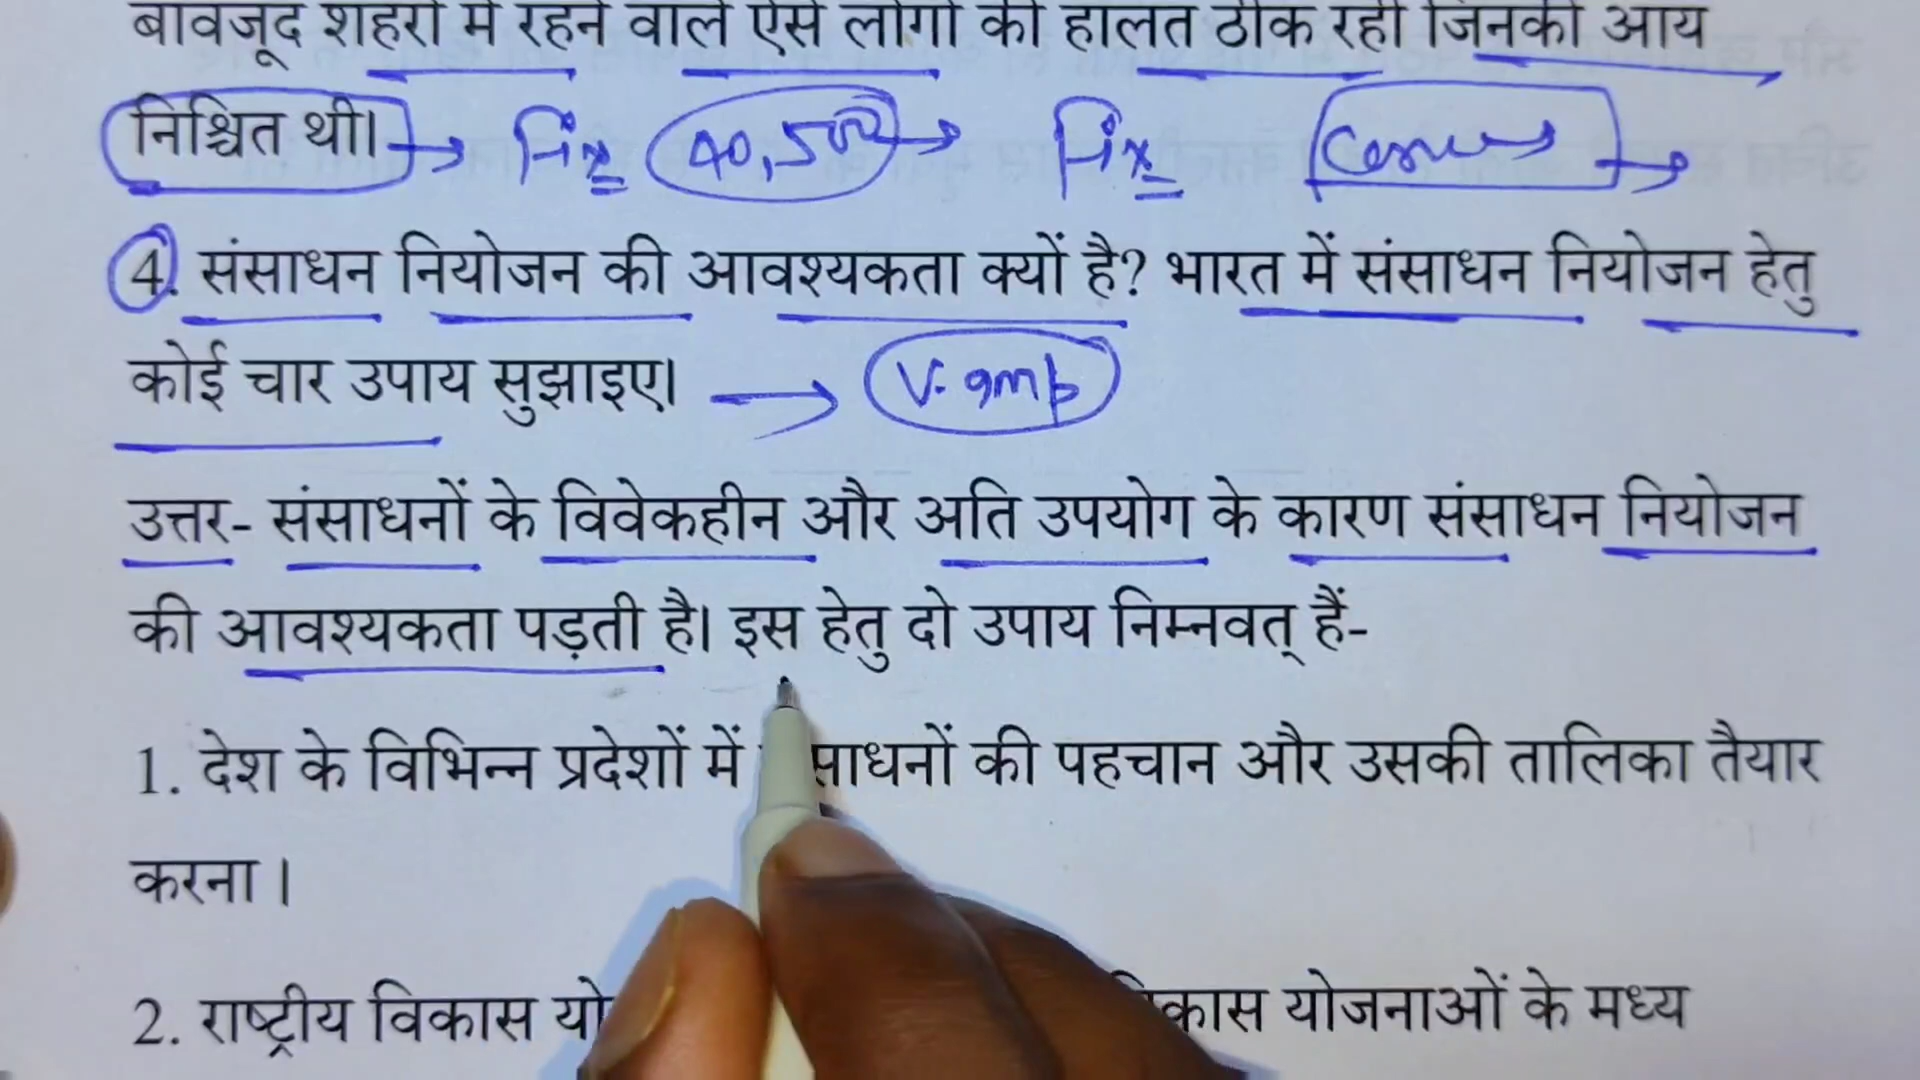 बावजूद शहरों में रहने वाले ऐसे लोगों की हालत ठीक रही जिनकी आय
निश्चित थी। → Fix 40,500 → Fix →
4. संसाधन नियोजन की आवश्यकता क्यों है? भारत में संसाधन नियोजन हेतु
कोई चार उपाय सुझाइए। → V. gmp
उत्तर- संसाधनों के विवेकहीन और अति उपयोग के कारण संसाधन नियोजन
की आवश्यकता पड़ती है। इस हेतु दो उपाय निम्नवत् हैं-
1. देश के विभिन्न प्रदेशों में साधनों की पहचान और उसकी तालिका तैयार
करना ।
2. राष्ट्रीय विकास यो कास योजनाओं के मध्य